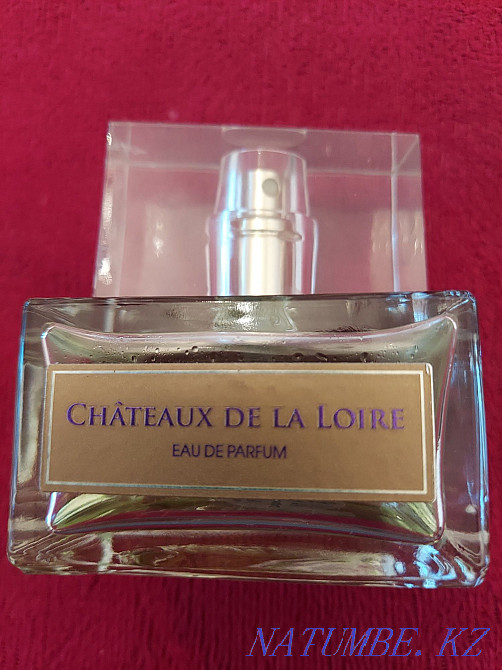 CHÂTEAUX DE LA LOIRE
EAU DE PARFUM
NATUMBE. KZ